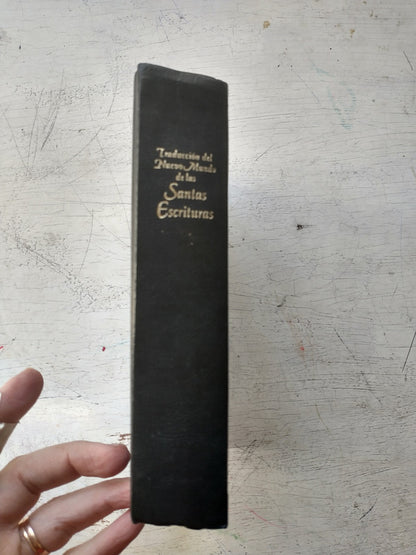 Traducción del
Nuevo Mundo
de las
Santas
Escrituras